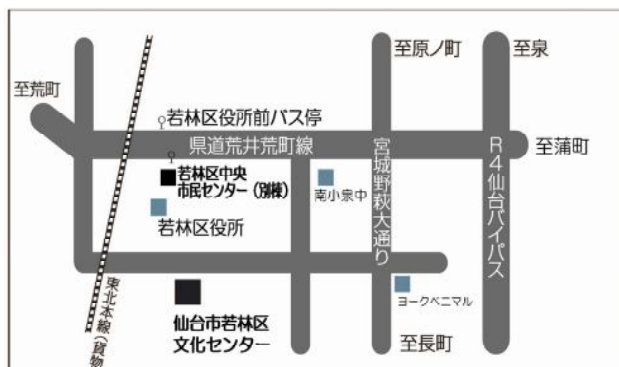 至原ノ町
至泉
至荒町
若林区役所前バス停
県道荒井荒町線
至蒲町
若林区中央
市民センター（別棟）
南小泉中
宮城野萩大通り
R4仙台バイパス
若林区役所
ヨークベニマル
東北本線（貨物
仙台市若林区
文化センター
至長町